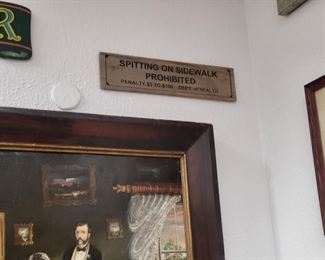 R
SPITTING ON SIDEWALK
PROHIBITED
PENALTY $5 TO $100 DEPT. of HEALTH